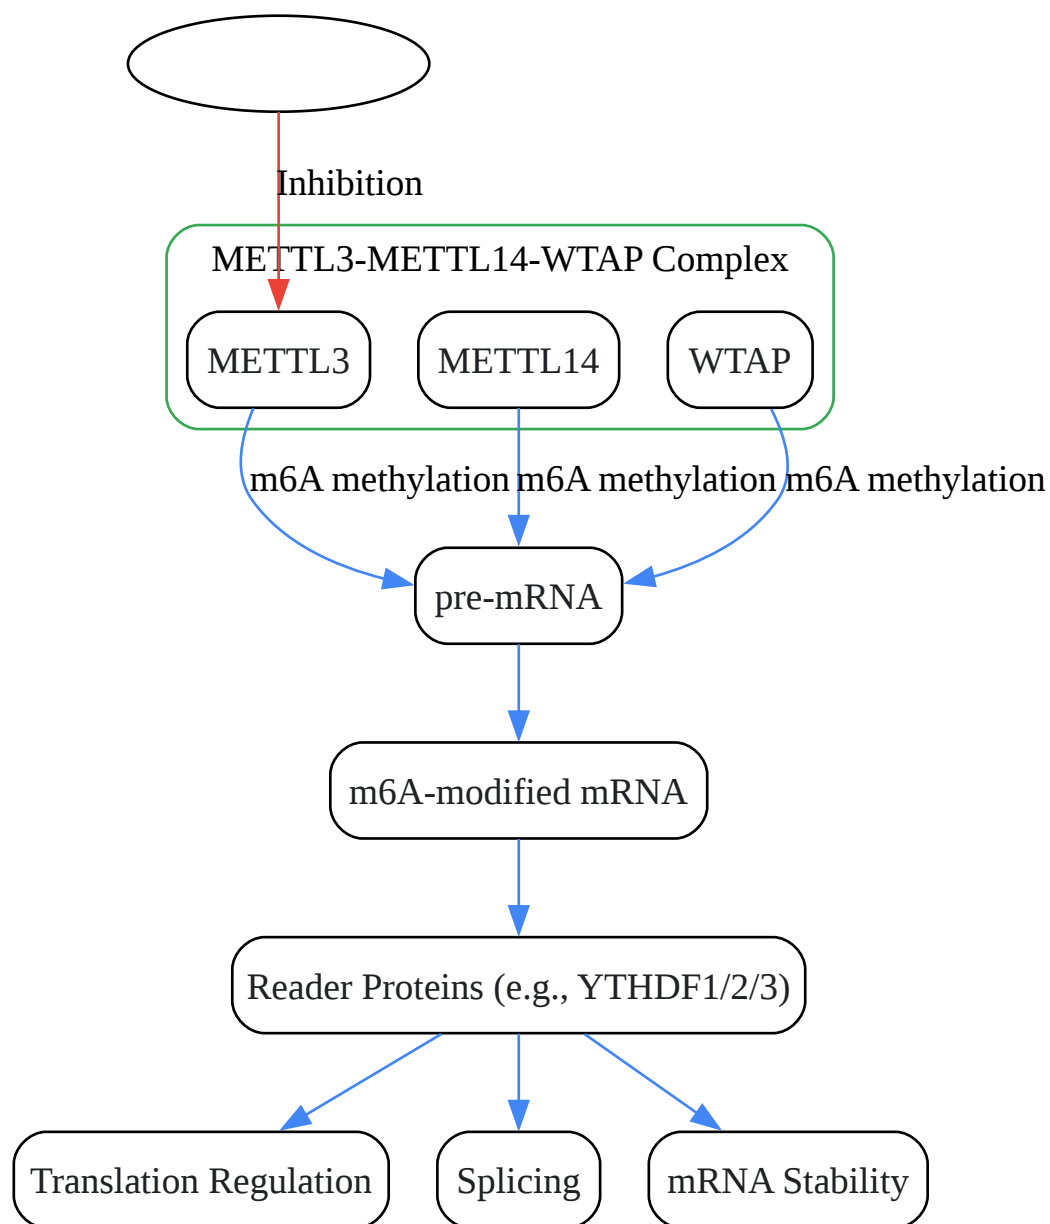 Inhibition
METTL3-METTL14-WTAP Complex
METTL3
METTL14
WTAP
m6A methylation
m6A methylation
m6A methylation
pre-mRNA
m6A-modified mRNA
Reader Proteins (e.g., YTHDF1/2/3)
Translation Regulation
Splicing
mRNA Stability